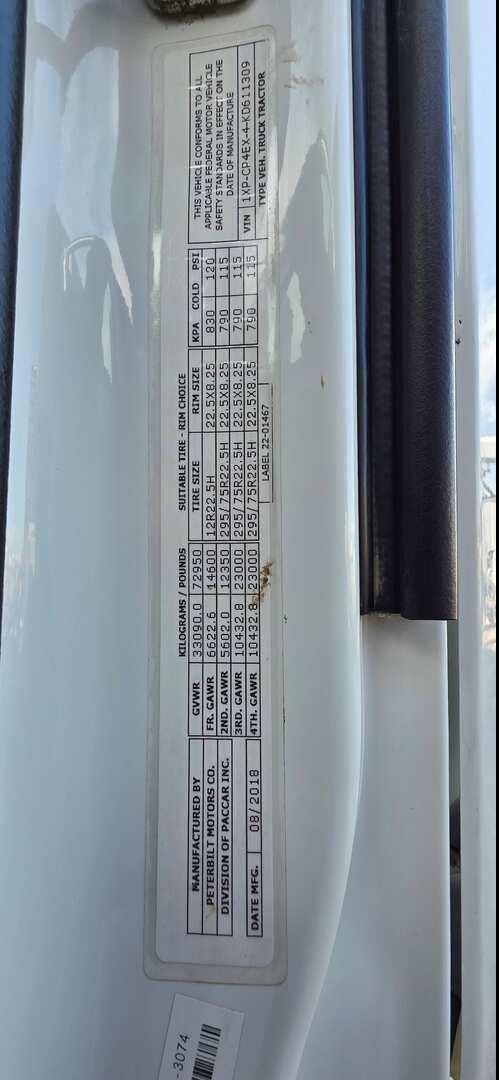 MANUFACTURED BY
PETERBILT MOTORS CO.
DIVISION OF PACCAR INC.
DATE MFG. 08/2018
KILOGRAMS / POUNDS
GVWR 33090.0 72950
FR. GAWR 6622.6 14600
2ND. GAWR 5602.0 12350
3RD. GAWR 10432.8 23000
4TH. GAWR 10432.8 23000
SUITABLE TIRE - RIM CHOICE
TIRE SIZE RIM SIZE KPA COLD PSI
12R22.5H 22.5X8.25 830 120
295/75R22.5H 22.5X8.25 790 115
295/75R22.5H 22.5X8.25 790 115
295/75R22.5H 22.5X8.25 790 115
LABEL 22-01467
THIS VEHICLE CONFORMS TO ALL
APPLICABLE FEDERAL MOTOR VEHICLE
SAFETY STANDARDS IN EFFECT ON THE
DATE OF MANUFACTURE
VIN 1XP-CP4EX-4-KD611309
TYPE VEH. TRUCK TRACTOR
-3074